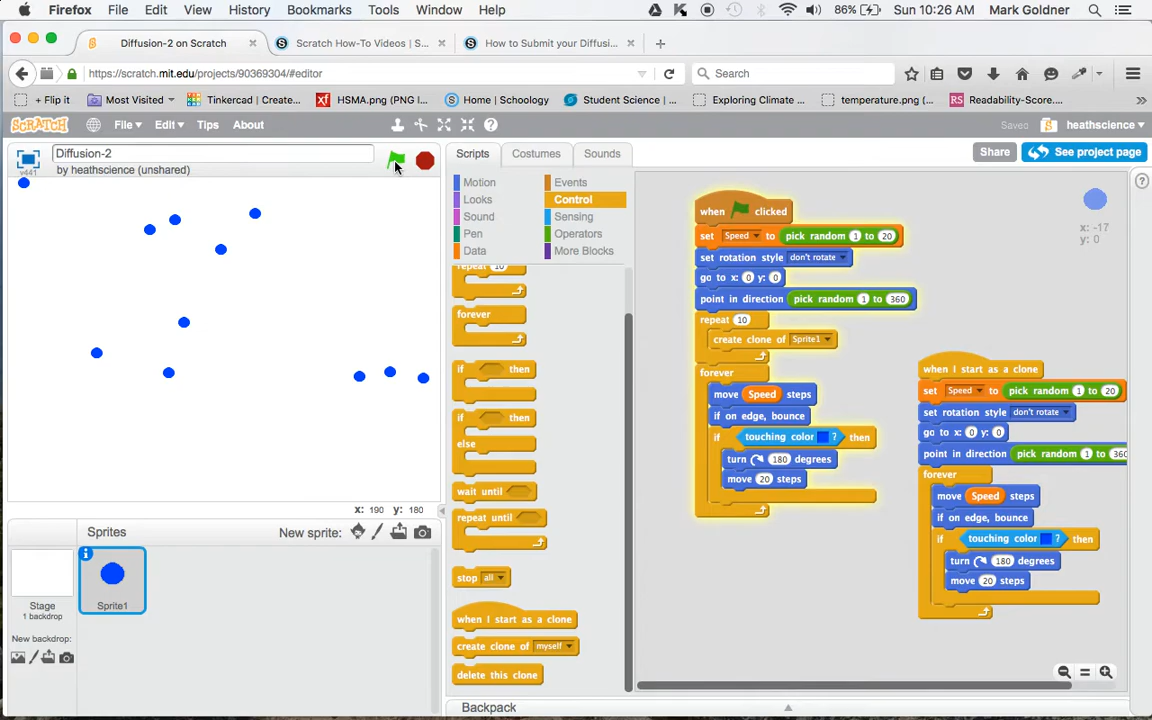 Firefox File Edit View History Bookmarks Tools Window Help 86% Sun 10:26 AM Mark Goldner
Diffusion-2 on Scratch × Scratch How-To Videos | S... × How to Submit your Diffusi... × +
https://scratch.mit.edu/projects/90369304/#editor Search
+ Flip it Most Visited Tinkercad | Create... HSMA.png (PNG I... Home | Schoology Student Science | ... Exploring Climate ... temperature.png (... RS Readability-Score.... »
SCRATCH File Edit Tips About Saved heathscience
Diffusion-2
by heathscience (unshared)
v441
Scripts Costumes Sounds Share See project page
Motion Events
Looks Control
Sound Sensing
Pen Operators
Data More Blocks
repeat 10
forever
if then
if then
else
wait until
repeat until
stop all
when I start as a clone
create clone of myself
delete this clone
when clicked
set Speed to pick random 1 to 20
set rotation style don't rotate
go to x: 0 y: 0
point in direction pick random 1 to 360
repeat 10
create clone of Sprite1
forever
move Speed steps
if on edge, bounce
if touching color ? then
turn 180 degrees
move 20 steps
when I start as a clone
set Speed to pick random 1 to 20
set rotation style don't rotate
go to x: 0 y: 0
point in direction pick random 1 to 360
forever
move Speed steps
if on edge, bounce
if touching color ? then
turn 180 degrees
move 20 steps
x: -17
y: 0
?
x: 190 y: 180
Sprites New sprite:
Stage
1 backdrop
New backdrop:
i
Sprite1
Backpack